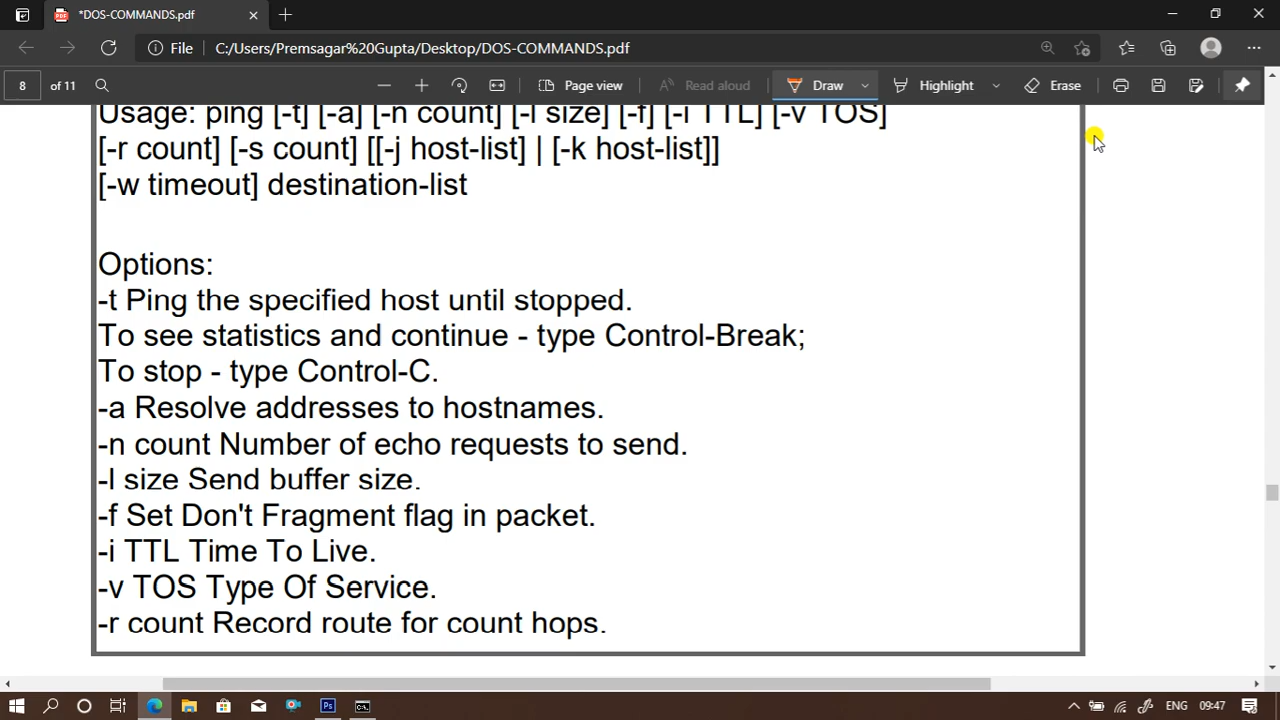 *DOS-COMMANDS.pdf
File
C:/Users/Premsagar%20Gupta/Desktop/DOS-COMMANDS.pdf
8 of 11
Page view
Read aloud
Draw
Highlight
Erase
Usage: ping [-t] [-a] [-n count] [-l size] [-f] [-i TTL] [-v TOS]
[-r count] [-s count] [[-j host-list] | [-k host-list]]
[-w timeout] destination-list
Options:
-t Ping the specified host until stopped.
To see statistics and continue - type Control-Break;
To stop - type Control-C.
-a Resolve addresses to hostnames.
-n count Number of echo requests to send.
-l size Send buffer size.
-f Set Don't Fragment flag in packet.
-i TTL Time To Live.
-v TOS Type Of Service.
-r count Record route for count hops.
ENG 09:47